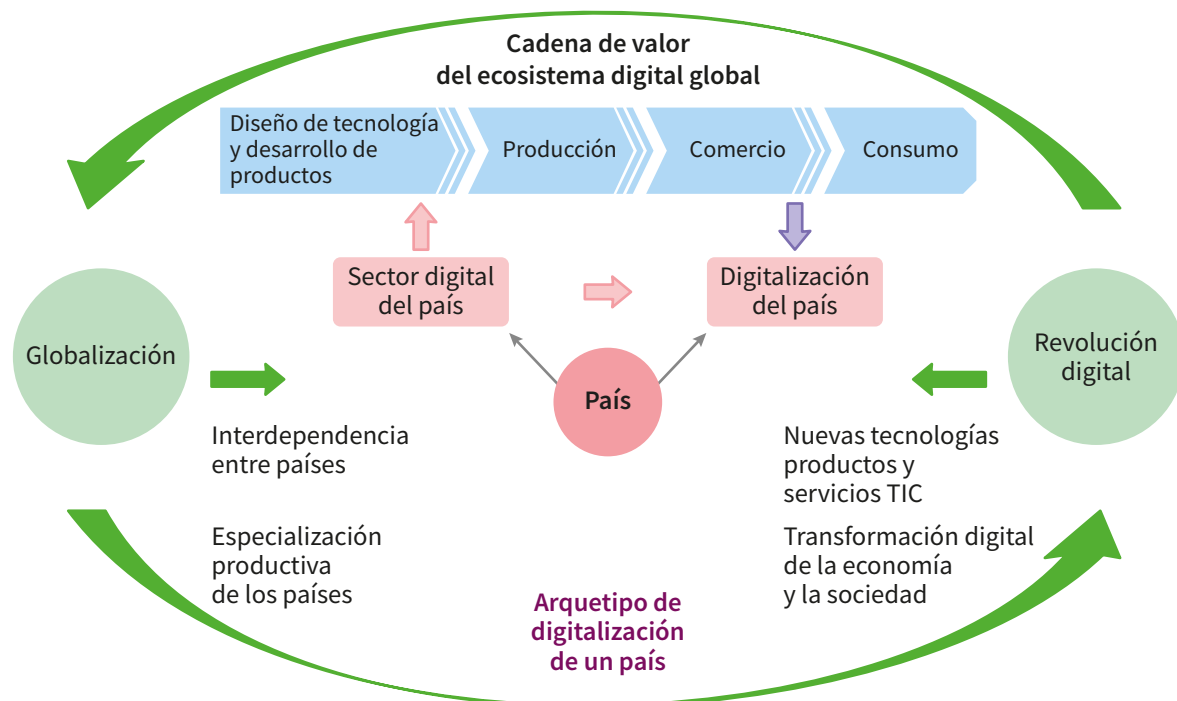 Cadena de valor
del ecosistema digital global
Diseño de tecnología
y desarrollo de
productos
Producción
Comercio
Consumo
Sector digital
del país
Digitalización
del país
Globalización
País
Revolución
digital
Interdependencia
entre países
Especialización
productiva
de los países
Nuevas tecnologías
productos y
servicios TIC
Transformación digital
de la economía
y la sociedad
Arquetipo de
digitalización
de un país